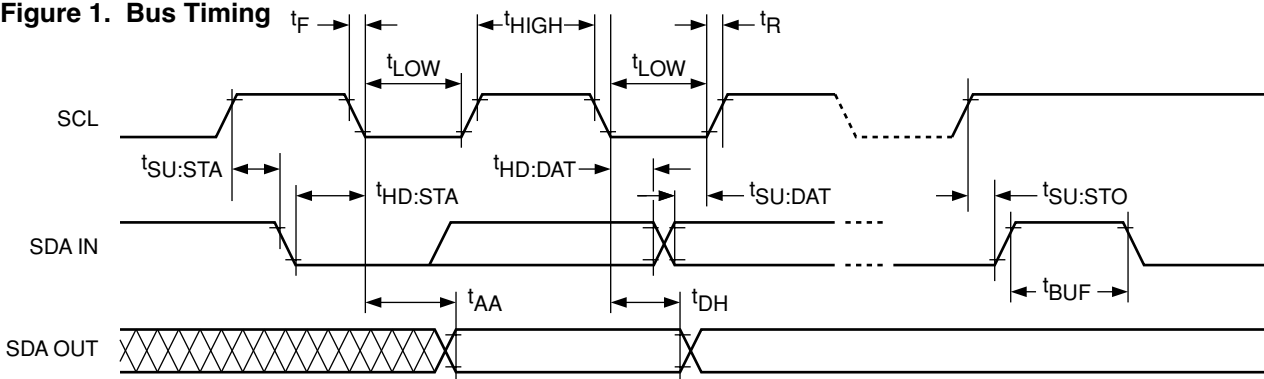 Figure 1. Bus Timing
tF
tHIGH
tR
tLOW
tLOW
SCL
tSU:STA
tHD:STA
tHD:DAT
tSU:DAT
tSU:STO
SDA IN
tBUF
tAA
tDH
SDA OUT